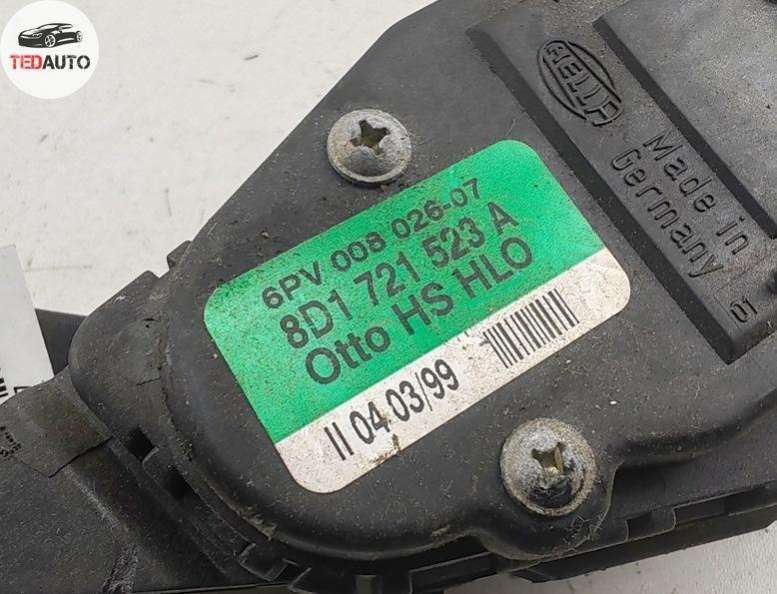 TEDAUTO
HELLA
Made in
Germany
01
6PV 008 026-07
8D1 721 523 A
Otto HS HLO
II 04 03/99